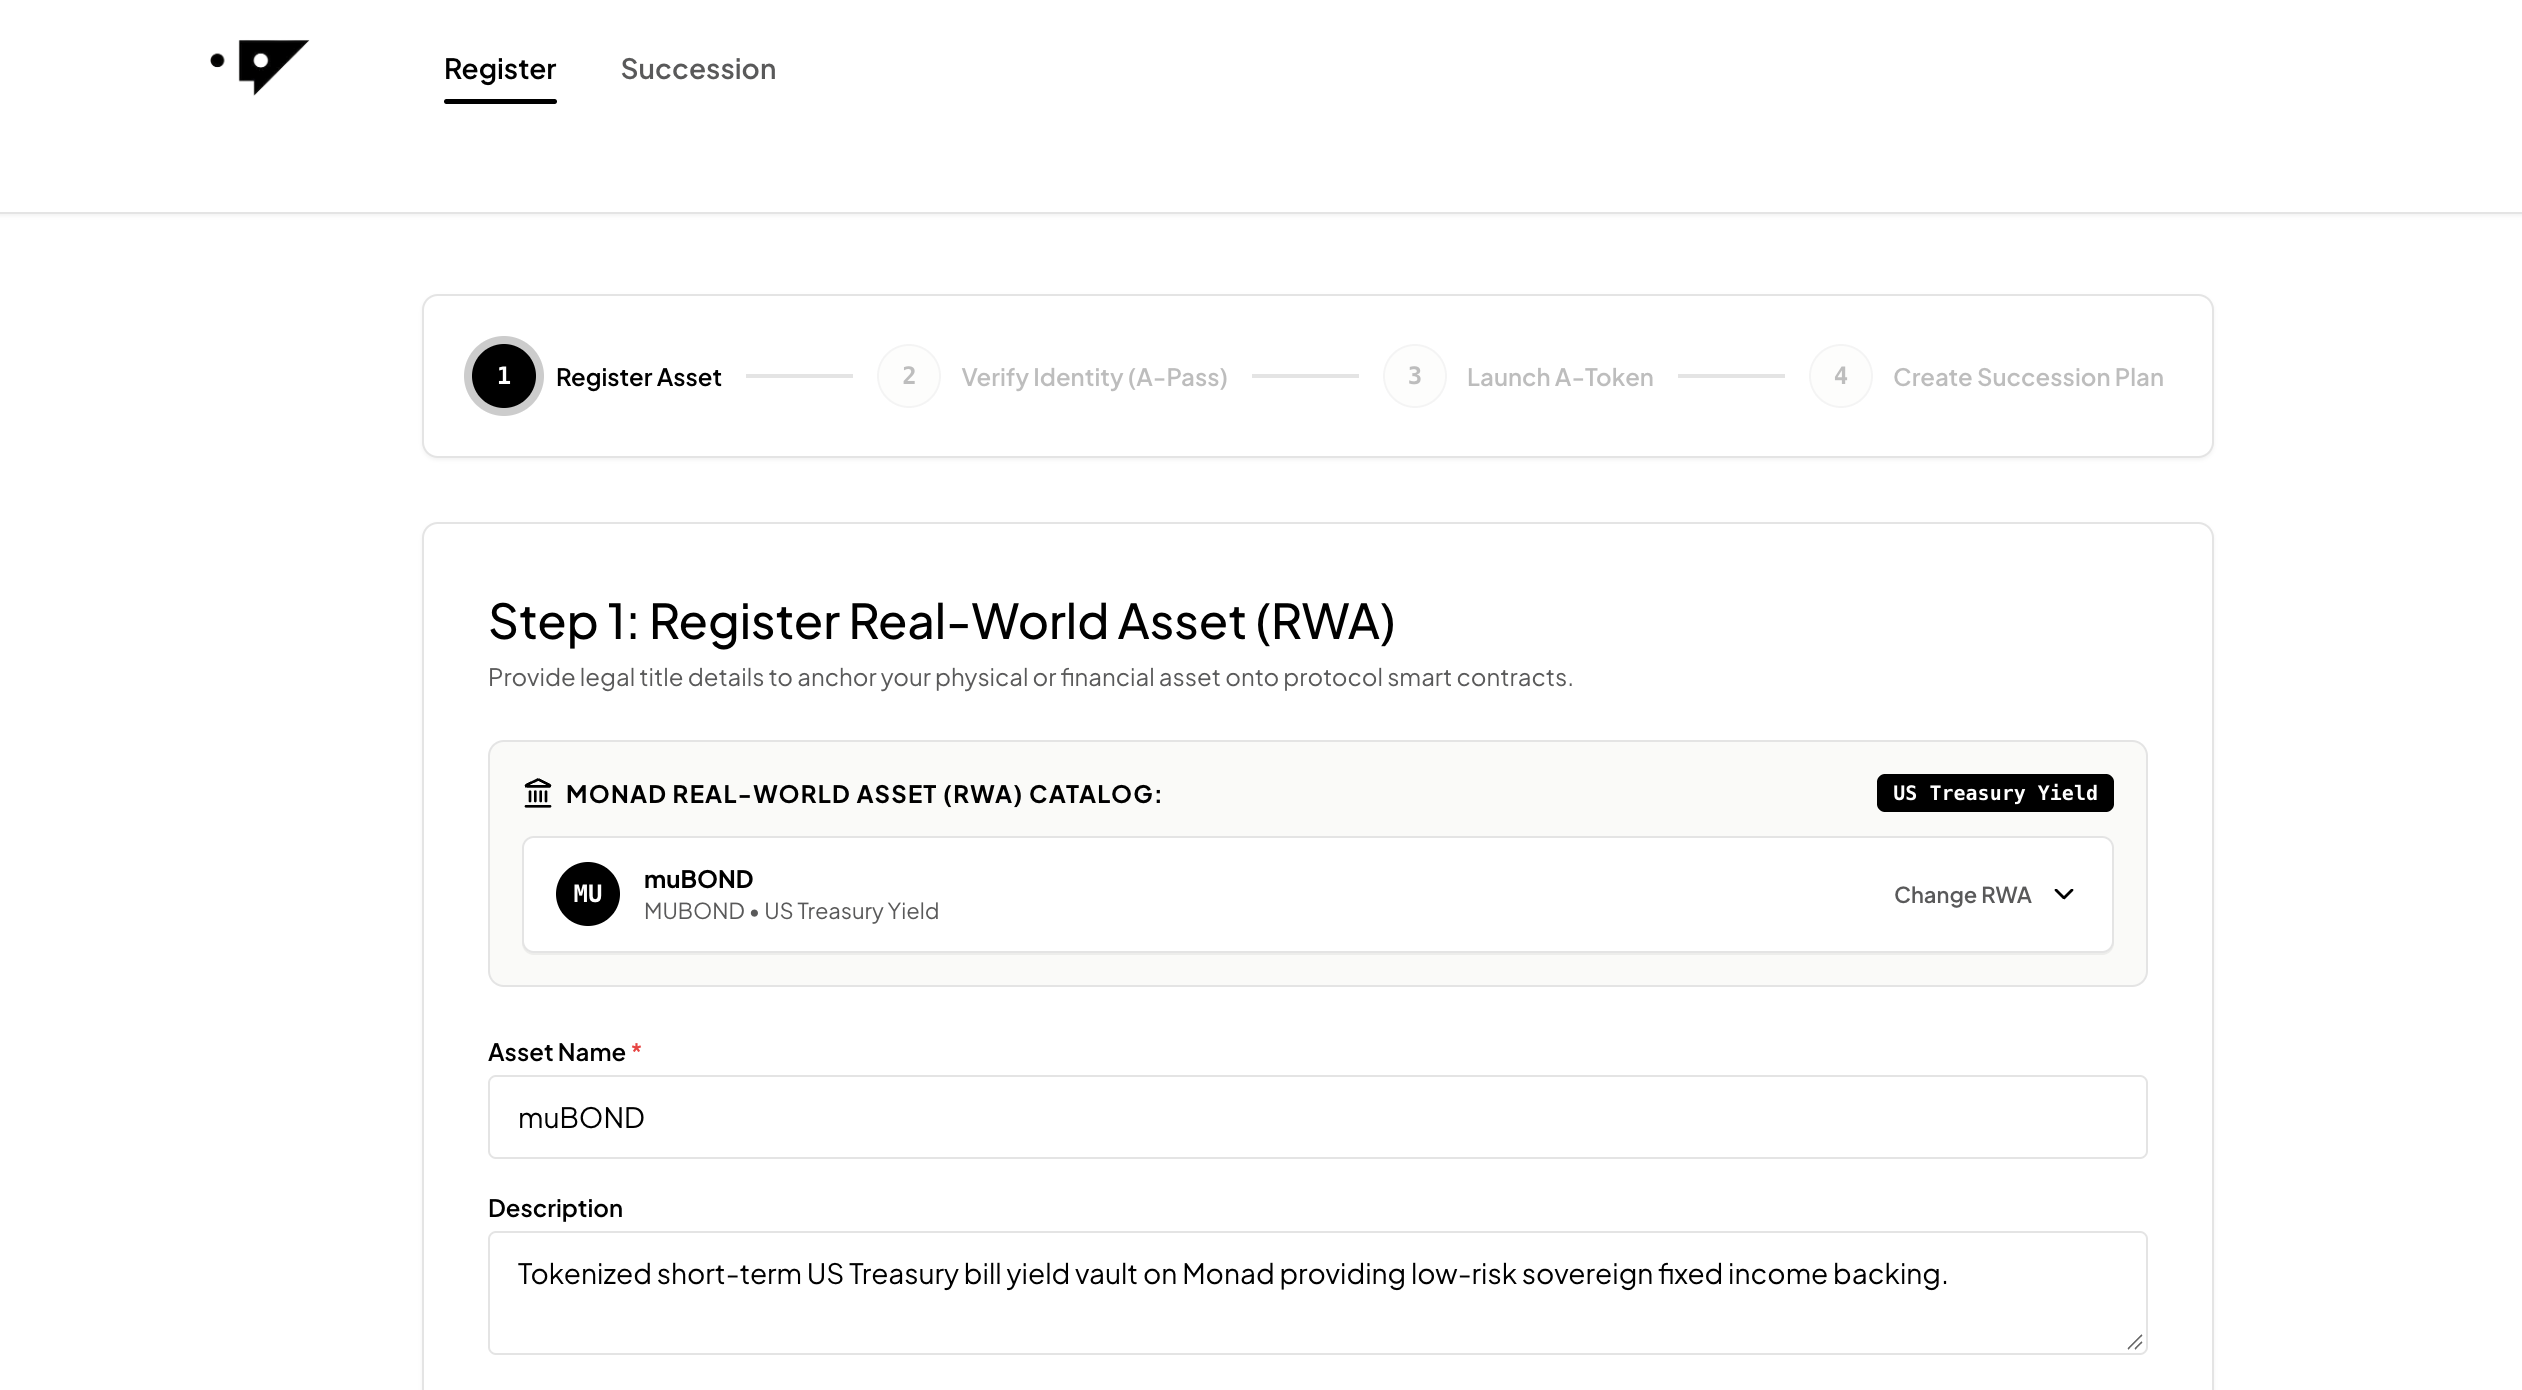 Register
Succession
1
Register Asset
2
Verify Identity (A-Pass)
3
Launch A-Token
4
Create Succession Plan
Step 1: Register Real-World Asset (RWA)
Provide legal title details to anchor your physical or financial asset onto protocol smart contracts.
MONAD REAL-WORLD ASSET (RWA) CATALOG:
US Treasury Yield
MU
muBOND
MUBOND • US Treasury Yield
Change RWA
Asset Name *
muBOND
Description
Tokenized short-term US Treasury bill yield vault on Monad providing low-risk sovereign fixed income backing.